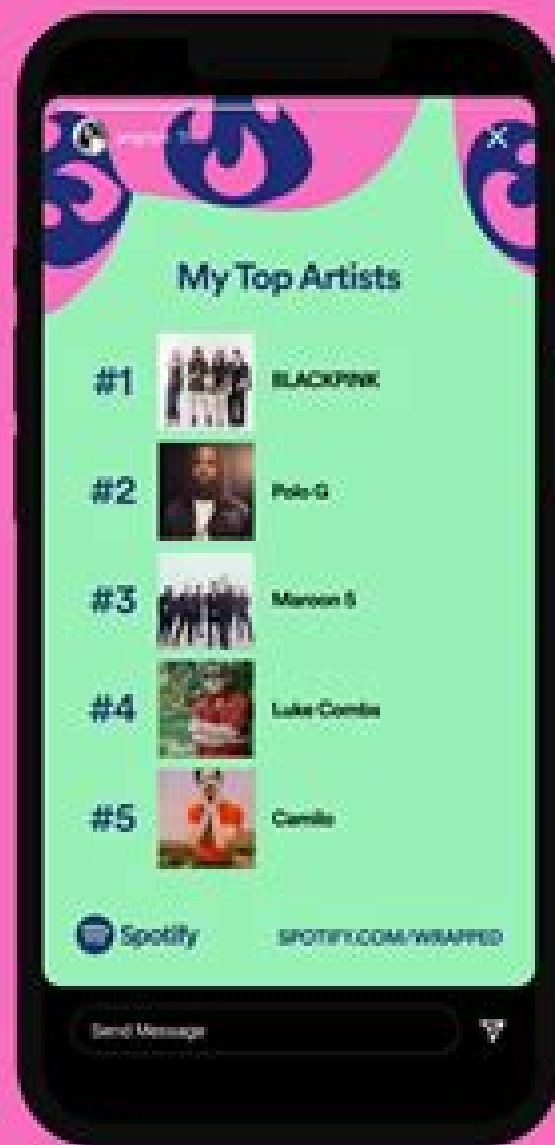 My Top Artists
#1 BLACKPINK
#2 Polo G
#3 Maroon 5
#4 Luke Combs
#5 Camilo
Spotify SPOTIFY.COM/WRAPPED
Send Message